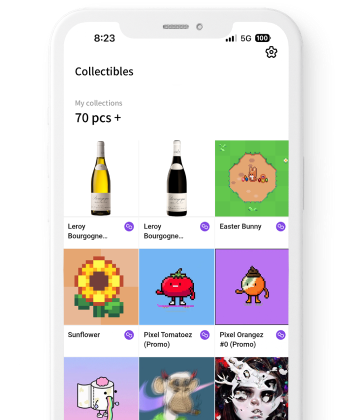 8:23
5G 100
Collectibles
My collections
70 pcs +
Leroy
Bourgogne...
Leroy
Bourgogne...
Easter Bunny
Sunflower
Pixel Tomatoez
(Promo)
Pixel Orangez
#0 (Promo)